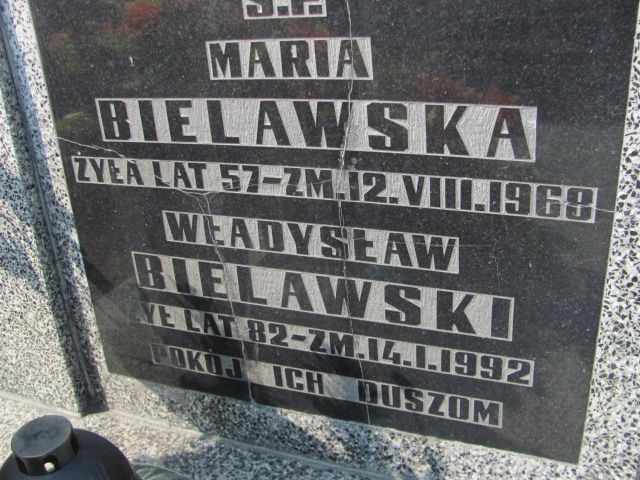 Ś.P.
MARIA
BIELAWSKA
ŻYŁA LAT 57-ZM.12.VIII.1969
WŁADYSŁAW
BIELAWSKI
ŻYŁ LAT 82-ZM.14.I.1992
POKÓJ ICH DUSZOM